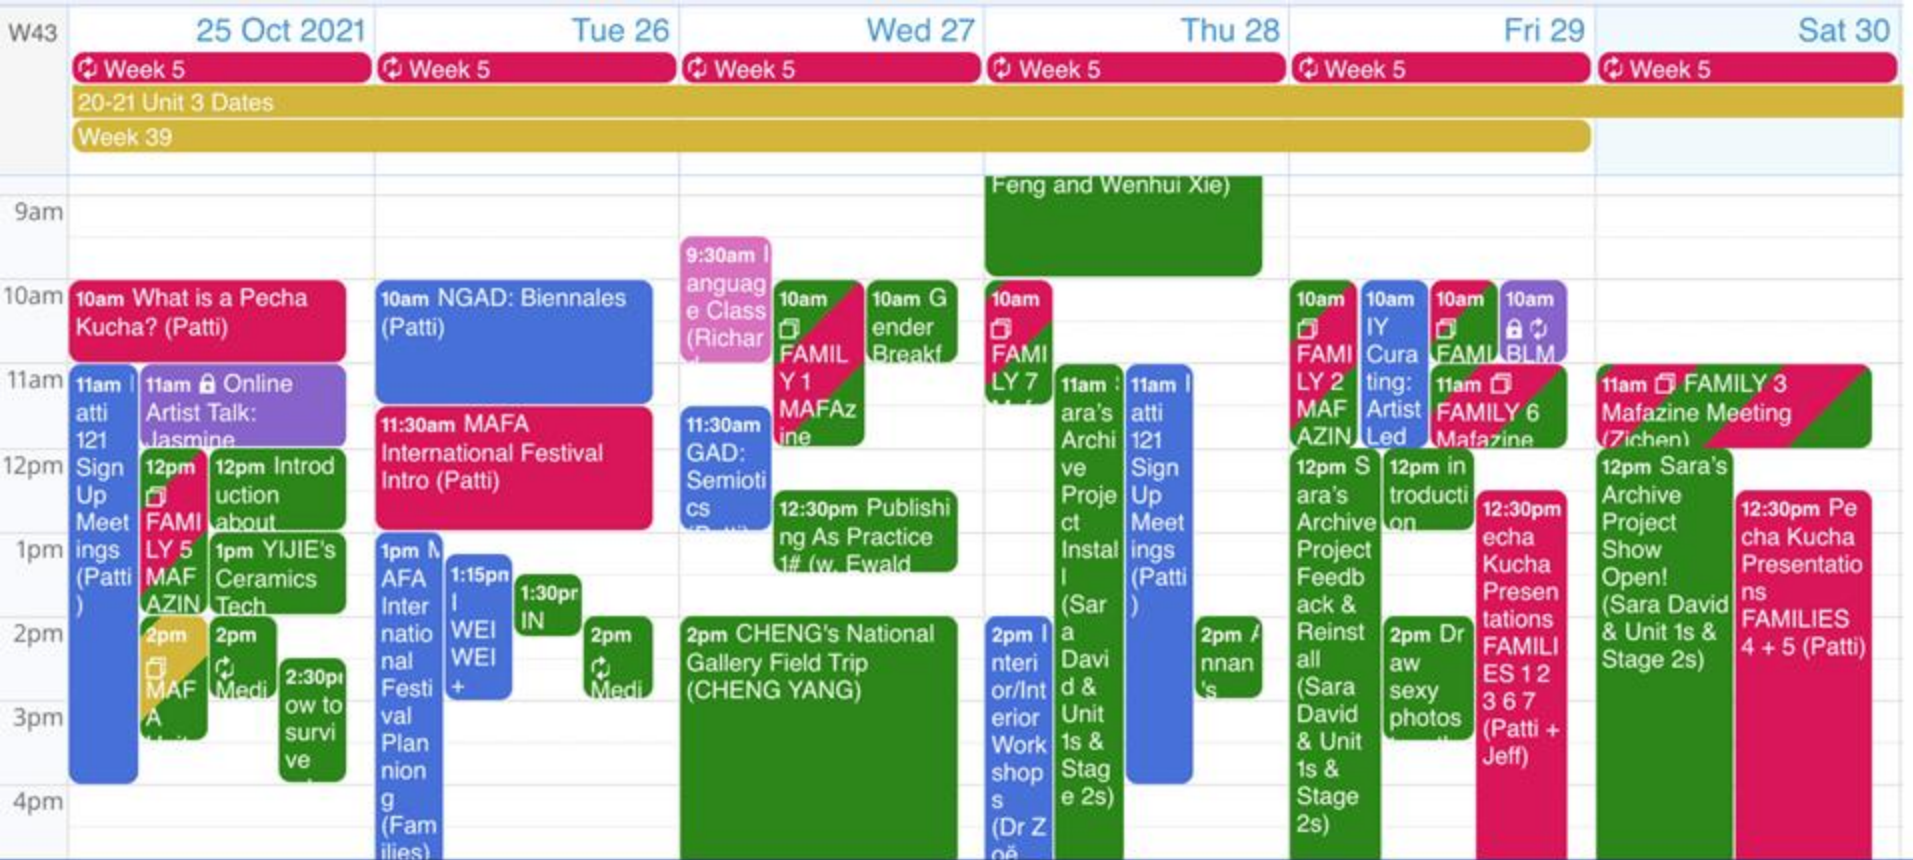 W43
25 Oct 2021
Tue 26
Wed 27
Thu 28
Fri 29
Sat 30
Week 5
Week 5
Week 5
Week 5
Week 5
Week 5
20-21 Unit 3 Dates
Week 39
9am
10am
11am
12pm
1pm
2pm
3pm
4pm
10am What is a Pecha
Kucha? (Patti)
11am
atti
121
Sign
Up
Meet
ings
(Patti
)
11am Online
Artist Talk:
Jasmine
12pm
FAMI
LY 5
MAF
AZIN
12pm Introd
uction
about
1pm YIJIE's
Ceramics
Tech
2pm
MAF
A
2pm
Medi
2:30p
ow to
survi
ve
10am NGAD: Biennales
(Patti)
11:30am MAFA
International Festival
Intro (Patti)
1pm M
AFA
Inter
natio
nal
Festi
val
Plan
nion
g
(Fam
ilies)
1:15pm
WEI
WEI
+
1:30pr
IN
2pm
Medi
9:30am
anguag
e Class
(Richar
11:30am
GAD:
Semioti
cs
(Patti)
10am
FAMIL
Y 1
MAFAz
ine
10am G
ender
Breakf
12:30pm Publishi
ng As Practice
1# (w. Ewald
2pm CHENG's National
Gallery Field Trip
(CHENG YANG)
Feng and Wenhui Xie)
10am
FAMI
LY 7
11am
ara's
Archi
ve
Proje
ct
Instal
l
(Sar
a
Davi
d &
Unit
1s &
Stag
e 2s)
11am
atti
121
Sign
Up
Meet
ings
(Patti
)
2pm I
nteri
or/Int
erior
Work
shop
s
(Dr Z
oë
2pm A
nnan
's
10am
FAMI
LY 2
MAF
AZIN
10am
IY
Cura
ting:
Artist
Led
10am
FAMI
10am
BLM
11am
FAMILY 6
Mafazine
12pm S
ara's
Archive
Project
Feedb
ack &
Reinst
all
(Sara
David
& Unit
1s &
Stage
2s)
12pm in
troducti
on
2pm Dr
aw
sexy
photos
12:30pm
echa
Kucha
Presen
tations
FAMILI
ES 1 2
3 6 7
(Patti +
Jeff)
11am FAMILY 3
Mafazine Meeting
(Zichen)
12pm Sara's
Archive
Project
Show
Open!
(Sara David
& Unit 1s &
Stage 2s)
12:30pm Pe
cha Kucha
Presentatio
ns
FAMILIES
4 + 5 (Patti)